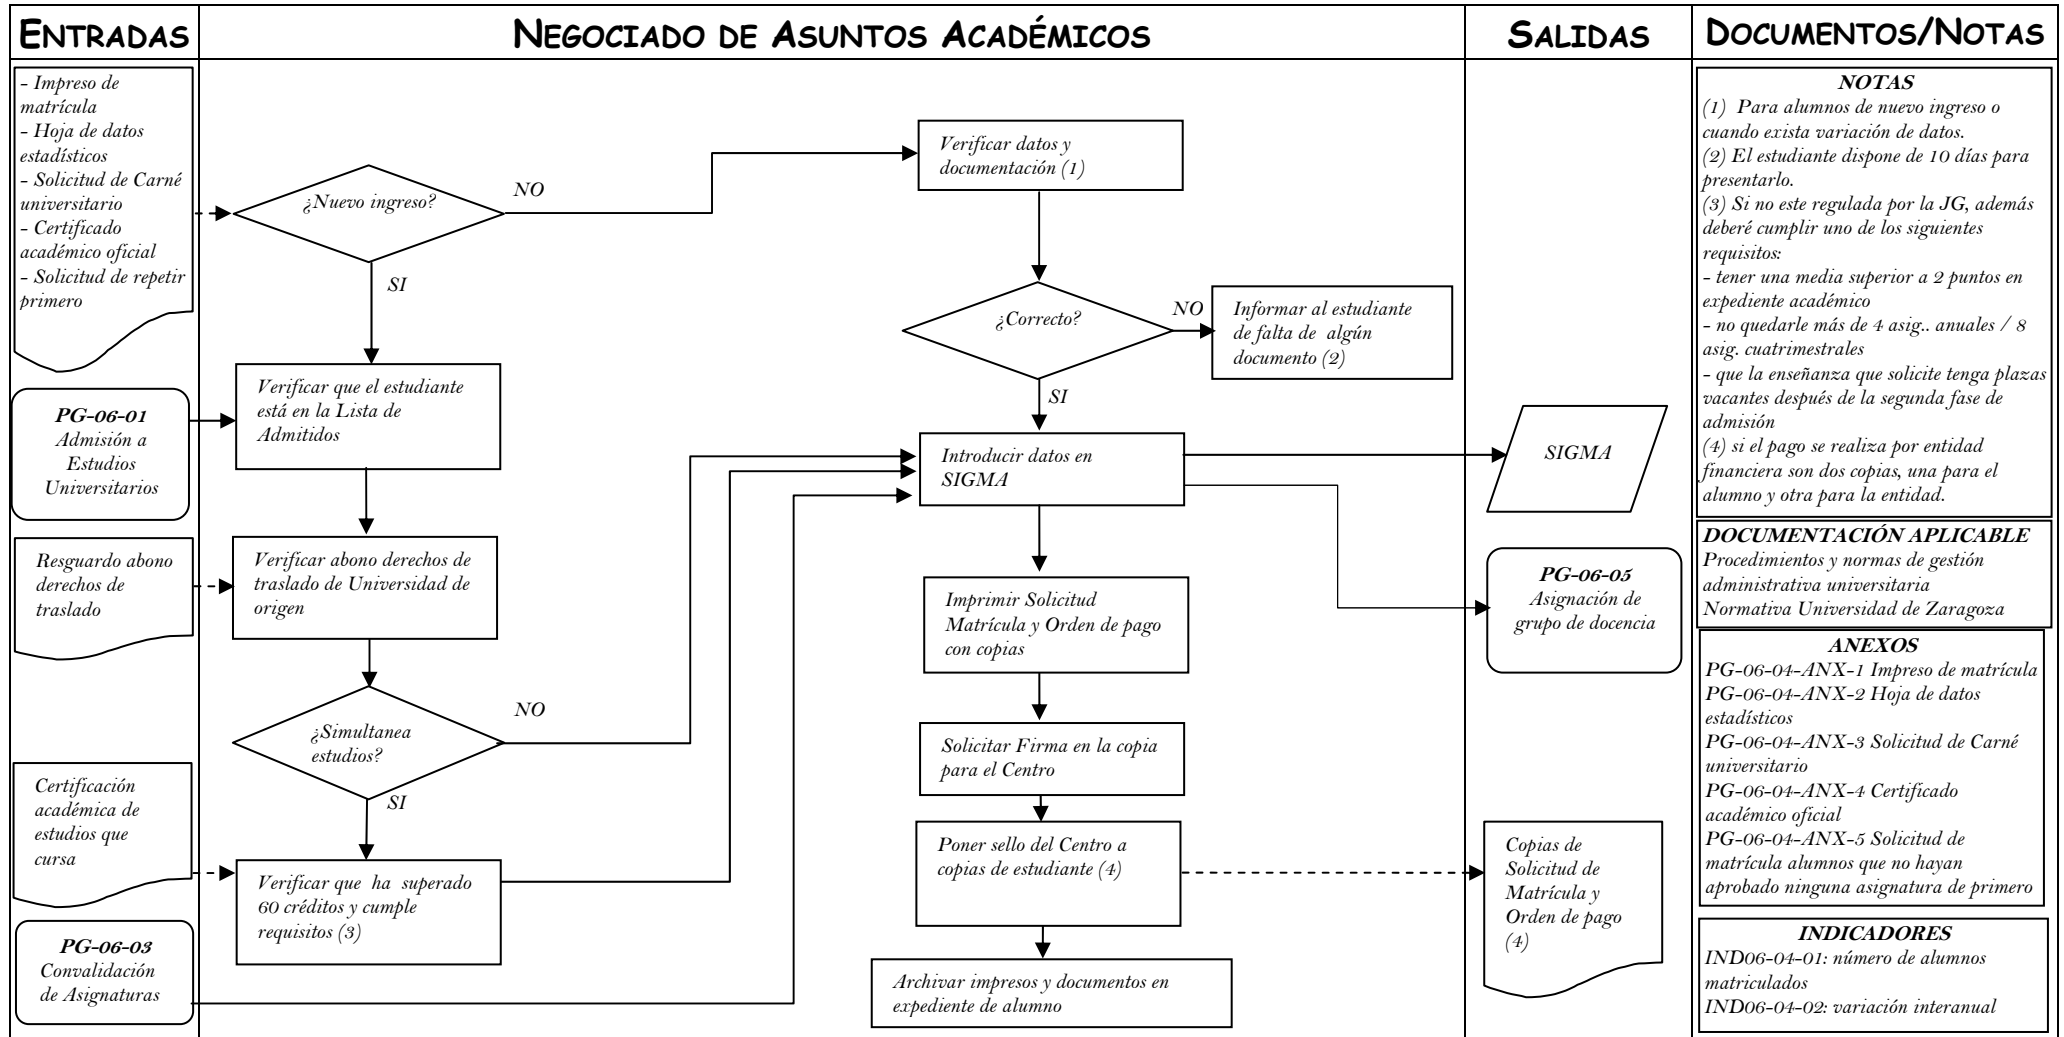 ENTRADAS
NEGOCIADO DE ASUNTOS ACADÉMICOS
SALIDAS
DOCUMENTOS/NOTAS
- Impreso de
matrícula
- Hoja de datos
estadísticos
- Solicitud de Carné
universitario
- Certificado
académico oficial
- Solicitud de repetir
primero
PG-06-01
Admisión a
Estudios
Universitarios
Resguardo abono
derechos de
traslado
Certificación
académica de
estudios que
cursa
PG-06-03
Convalidación
de Asignaturas
¿Nuevo ingreso?
NO
SI
Verificar que el estudiante
está en la Lista de
Admitidos
Verificar abono derechos de
traslado de Universidad de
origen
¿Simultanea
estudios?
NO
SI
Verificar que ha superado
60 créditos y cumple
requisitos (3)
Verificar datos y
documentación (1)
¿Correcto?
NO
SI
Informar al estudiante
de falta de algún
documento (2)
Introducir datos en
SIGMA
Imprimir Solicitud
Matrícula y Orden de pago
con copias
Solicitar Firma en la copia
para el Centro
Poner sello del Centro a
copias de estudiante (4)
Archivar impresos y documentos en
expediente de alumno
SIGMA
PG-06-05
Asignación de
grupo de docencia
Copias de
Solicitud de
Matrícula y
Orden de pago
(4)
NOTAS
(1) Para alumnos de nuevo ingreso o
cuando exista variación de datos.
(2) El estudiante dispone de 10 días para
presentarlo.
(3) Si no este regulada por la JG, además
deberé cumplir uno de los siguientes
requisitos:
- tener una media superior a 2 puntos en
expediente académico
- no quedarle más de 4 asig.. anuales / 8
asig. cuatrimestrales
- que la enseñanza que solicite tenga plazas
vacantes después de la segunda fase de
admisión
(4) si el pago se realiza por entidad
financiera son dos copias, una para el
alumno y otra para la entidad.
DOCUMENTACIÓN APLICABLE
Procedimientos y normas de gestión
administrativa universitaria
Normativa Universidad de Zaragoza
ANEXOS
PG-06-04-ANX-1 Impreso de matrícula
PG-06-04-ANX-2 Hoja de datos
estadísticos
PG-06-04-ANX-3 Solicitud de Carné
universitario
PG-06-04-ANX-4 Certificado
académico oficial
PG-06-04-ANX-5 Solicitud de
matrícula alumnos que no hayan
aprobado ninguna asignatura de primero
INDICADORES
IND06-04-01: número de alumnos
matriculados
IND06-04-02: variación interanual